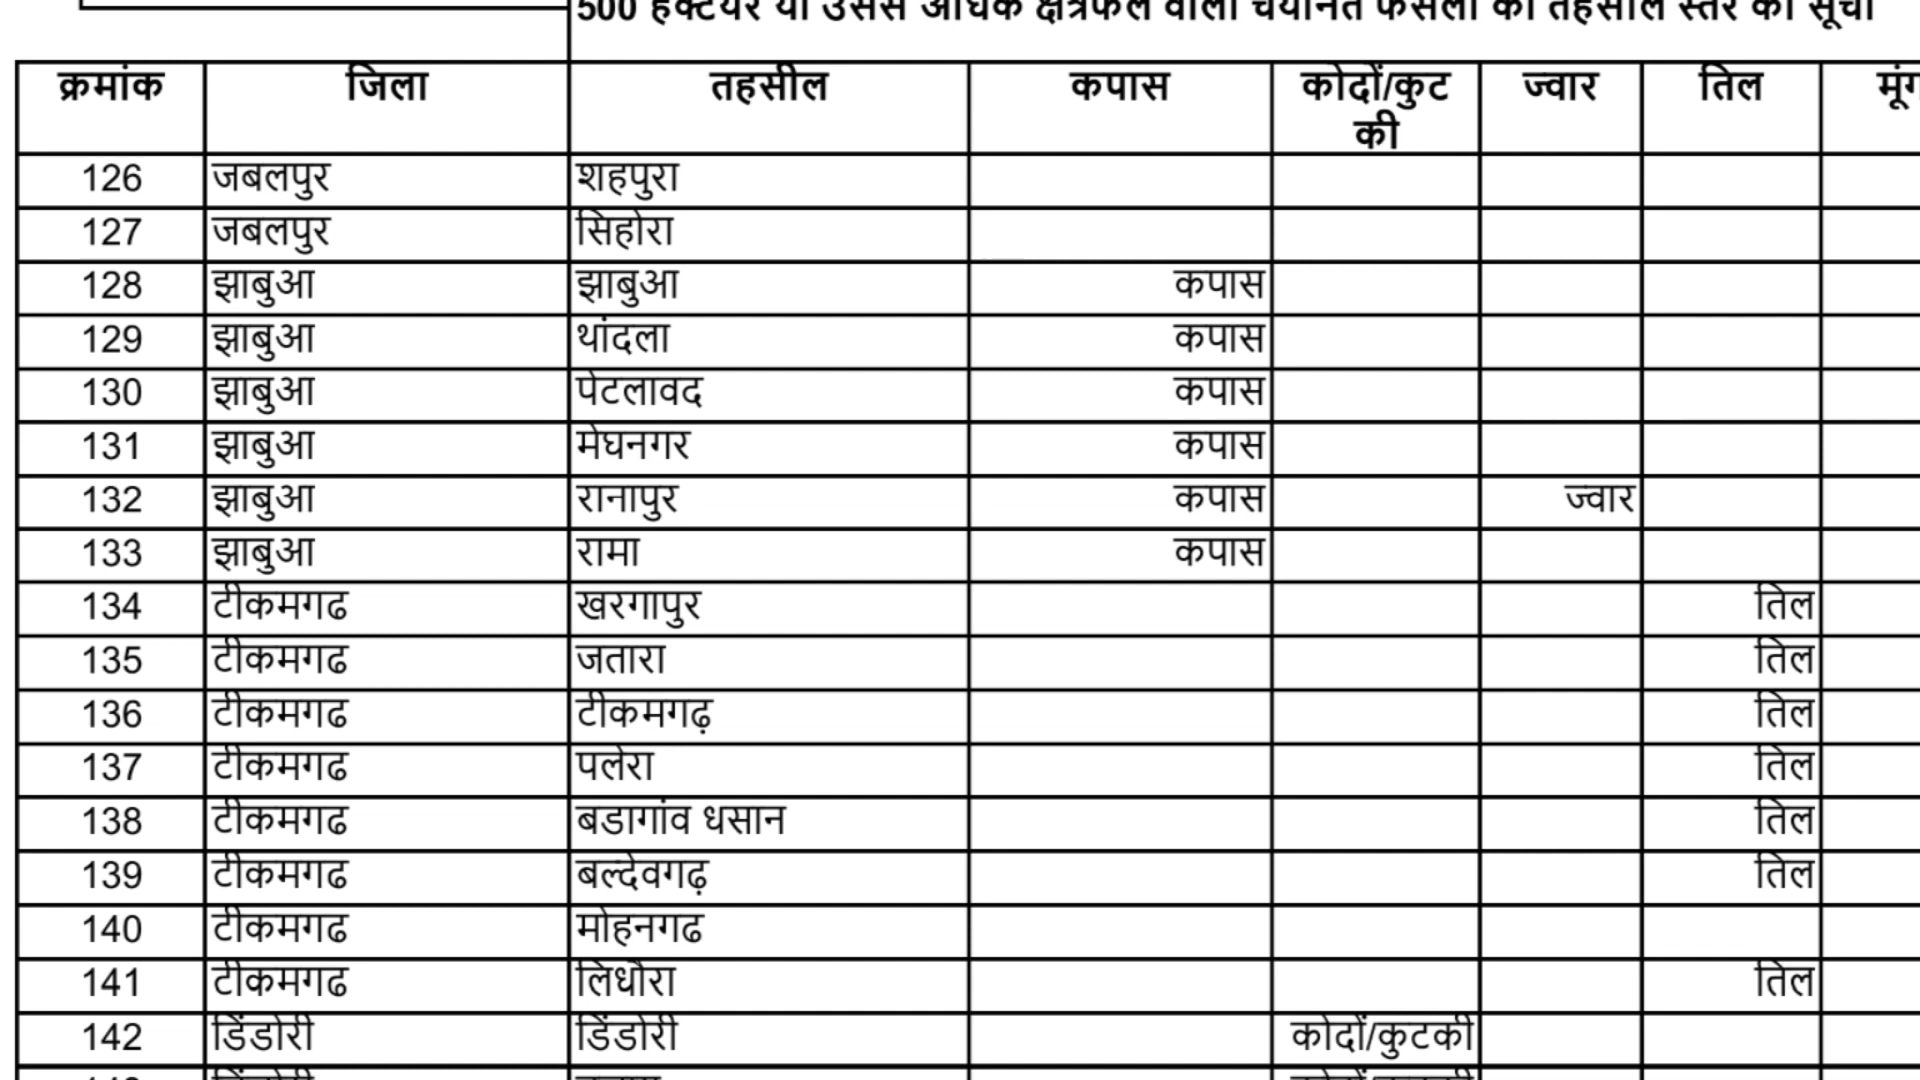 500 हेक्टेयर या उससे अधिक क्षेत्रफल वाली चयनित फसलों की तहसील स्तर की सूची
क्रमांक जिला तहसील कपास कोदों/कुटकी ज्वार तिल मूंग
126 जबलपुर शहपुरा
127 जबलपुर सिहोरा
128 झाबुआ झाबुआ कपास
129 झाबुआ थांदला कपास
130 झाबुआ पेटलावद कपास
131 झाबुआ मेघनगर कपास
132 झाबुआ रानापुर कपास ज्वार
133 झाबुआ रामा कपास
134 टीकमगढ खरगापुर तिल
135 टीकमगढ जतारा तिल
136 टीकमगढ टीकमगढ़ तिल
137 टीकमगढ पलेरा तिल
138 टीकमगढ बडागांव धसान तिल
139 टीकमगढ बल्देवगढ़ तिल
140 टीकमगढ मोहनगढ
141 टीकमगढ लिधौरा तिल
142 डिंडोरी डिंडोरी कोदों/कुटकी